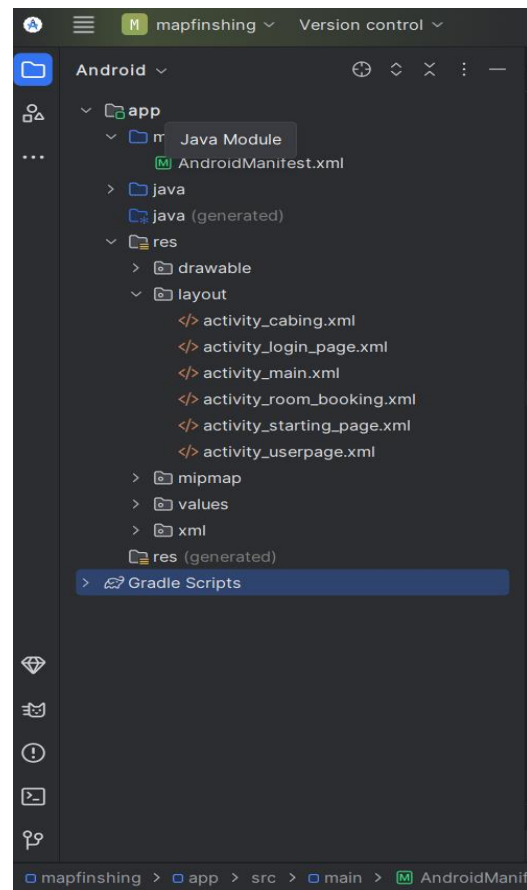 M mapfinshing Version control
Android
app
m
Java Module
M AndroidManifest.xml
java
java (generated)
res
drawable
layout
</> activity_cabing.xml
</> activity_login_page.xml
</> activity_main.xml
</> activity_room_booking.xml
</> activity_starting_page.xml
</> activity_userpage.xml
mipmap
values
xml
res (generated)
Gradle Scripts
mapfinshing > app > src > main > M AndroidManif